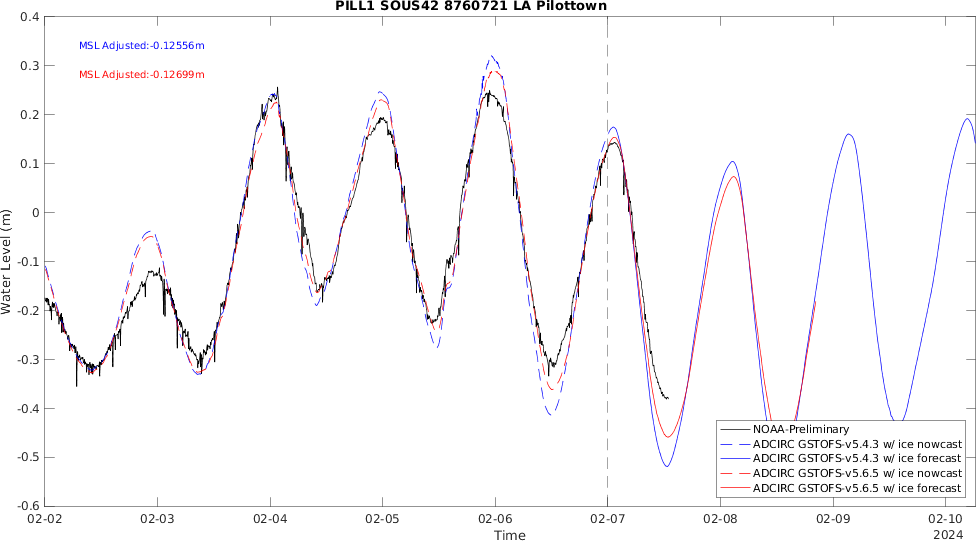 PILL1 SOUS42 8760721 LA Pilottown
MSL Adjusted:-0.12556m
MSL Adjusted:-0.12699m
Water Level (m)
0.4
0.3
0.2
0.1
0
-0.1
-0.2
-0.3
-0.4
-0.5
-0.6
NOAA-Preliminary
ADCIRC GSTOFS-v5.4.3 w/ ice nowcast
ADCIRC GSTOFS-v5.4.3 w/ ice forecast
ADCIRC GSTOFS-v5.6.5 w/ ice nowcast
ADCIRC GSTOFS-v5.6.5 w/ ice forecast
02-02 02-03 02-04 02-05 02-06 02-07 02-08 02-09 02-10
Time
2024